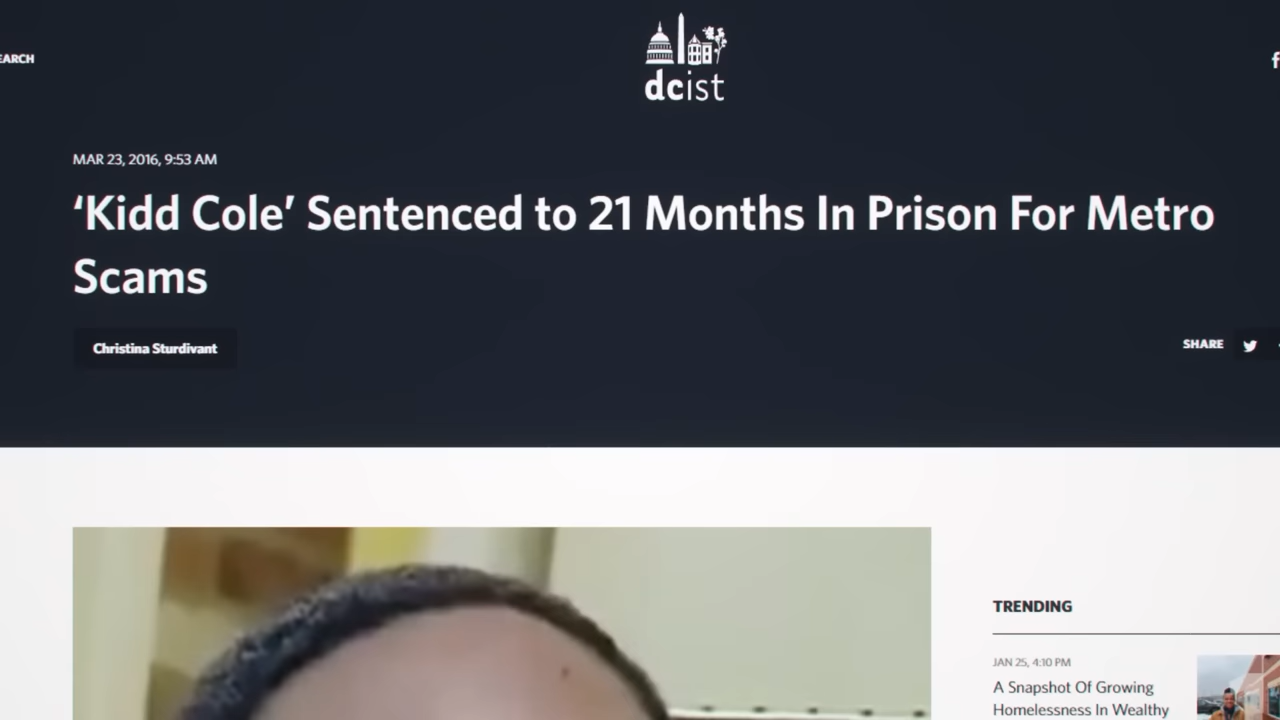 EARCH
dcist
f
MAR 23, 2016, 9:53 AM
‘Kidd Cole’ Sentenced to 21 Months In Prison For Metro
Scams
Christina Sturdivant
SHARE
TRENDING
JAN 25, 4:10 PM
A Snapshot Of Growing
Homelessness In Wealthy